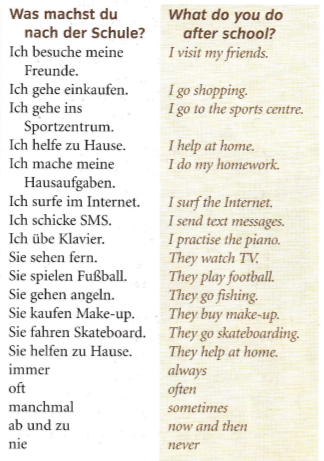 Was machst du
nach der Schule?
Ich besuche meine
Freunde.
Ich gehe einkaufen.
Ich gehe ins
Sportzentrum.
Ich helfe zu Hause.
Ich mache meine
Hausaufgaben.
Ich surfe im Internet.
Ich schicke SMS.
Ich übe Klavier.
Sie sehen fern.
Sie spielen Fußball.
Sie gehen angeln.
Sie kaufen Make-up.
Sie fahren Skateboard.
Sie helfen zu Hause.
immer
oft
manchmal
ab und zu
nie
What do you do
after school?
I visit my friends.
I go shopping.
I go to the sports centre.
I help at home.
I do my homework.
I surf the Internet.
I send text messages.
I practise the piano.
They watch TV.
They play football.
They go fishing.
They buy make-up.
They go skateboarding.
They help at home.
always
often
sometimes
now and then
never